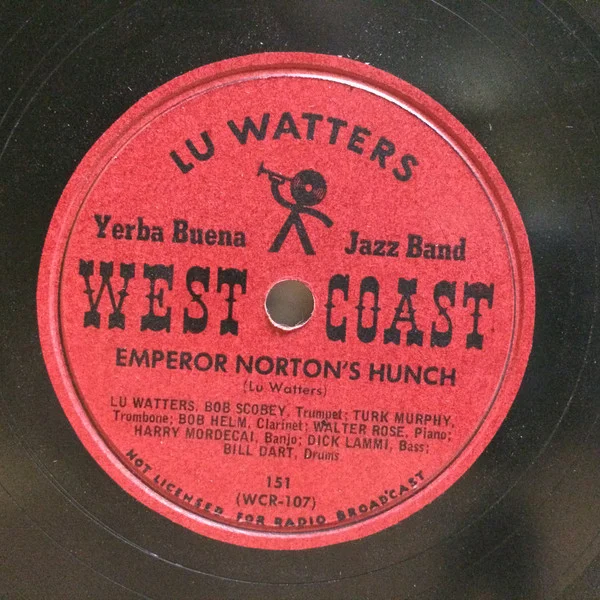 LU WATTERS
Yerba Buena Jazz Band
WEST COAST
EMPEROR NORTON'S HUNCH
(Lu Watters)
LU WATTERS, BOB SCOBEY, Trumpet; TURK MURPHY,
Trombone; BOB HELM, Clarinet; WALTER ROSE, Piano;
HARRY MORDECAI, Banjo; DICK LAMMI, Bass;
BILL DART, Drums
151
(WCR-107)
NOT LICENSED FOR RADIO BROADCAST